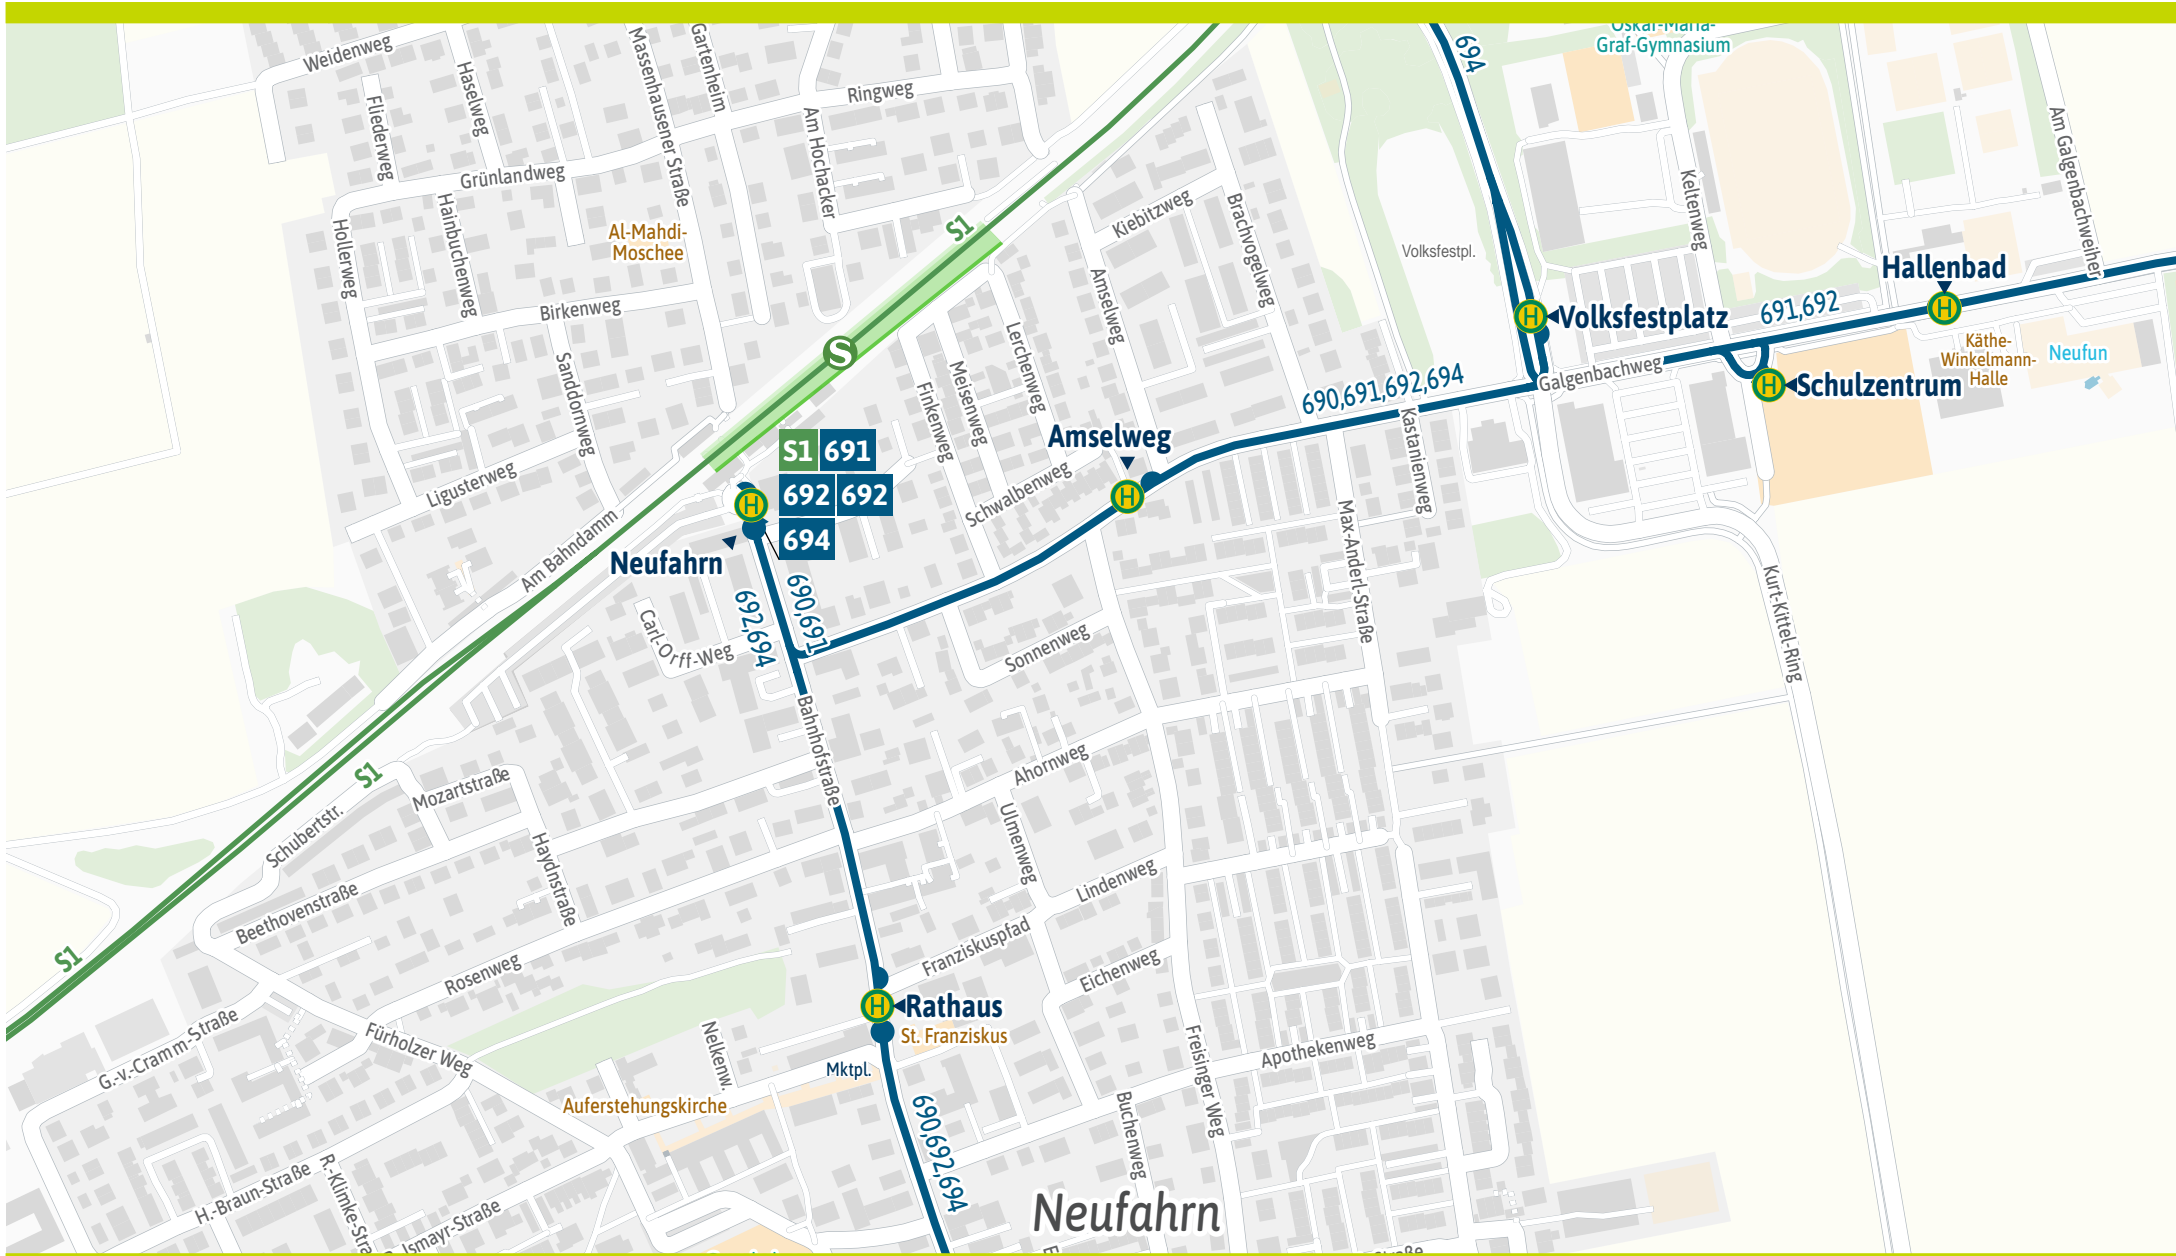 Oskar-Maria-
Graf-Gymnasium
694
Weidenweg
Haselweg
Massenhausener Straße
Gartenheim
Ringweg
Am Hochacker
Fliederweg
Grünlandweg
Hainbuchenweg
Hollerweg
Al-Mahdi-
Moschee
Birkenweg
Sanddornweg
Ligusterweg
Am Bahndamm
S1
S
Kiebitzweg
Brachvogelweg
Amselweg
Lerchenweg
Meisenweg
Finkenweg
Schwalbenweg
Volksfestpl.
Keltenweg
Am Galgenbachweiher
Hallenbad
H
691,692
H
Volksfestplatz
Käthe-
Winkelmann-
Halle
Neufun
Galgenbachweg
H
Schulzentrum
690,691,692,694
Kastanienweg
Amselweg
H
S1 691
692 692
694
H
Neufahrn
690,691
692,694
Carl-Orff-Weg
Sonnenweg
Max-Anderl-Straße
Kurt-Kittel-Ring
Bahnhofstraße
Ahornweg
Ulmenweg
Lindenweg
S1
Mozartstraße
Schubertstr.
Haydnstraße
Beethovenstraße
Rosenweg
S1
Franziskuspfad
Eichenweg
H
Rathaus
St. Franziskus
Mktpl.
Nelkenw.
G.-v.-Cramm-Straße
Fürholzer Weg
Auferstehungskirche
Freisinger Weg
Apothekenweg
Buchenweg
690,692,694
H.-Braun-Straße
R.-Klimke-Stra
lsmayr-Straße
Neufahrn